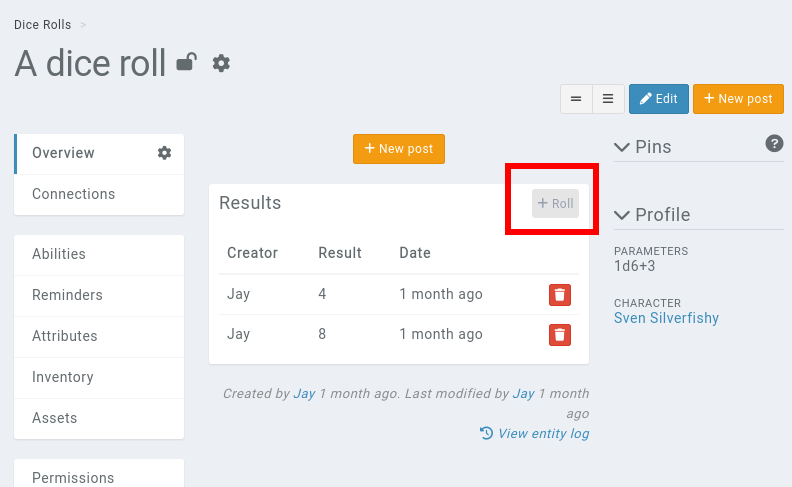 Dice Rolls >
A dice roll
Edit
+ New post
Overview
Connections
Abilities
Reminders
Attributes
Inventory
Assets
Permissions
+ New post
Results
+ Roll
Creator Result Date
Jay 4 1 month ago
Jay 8 1 month ago
Created by Jay 1 month ago. Last modified by Jay 1 month
ago
View entity log
Pins
?
Profile
PARAMETERS
1d6+3
CHARACTER
Sven Silverfishy